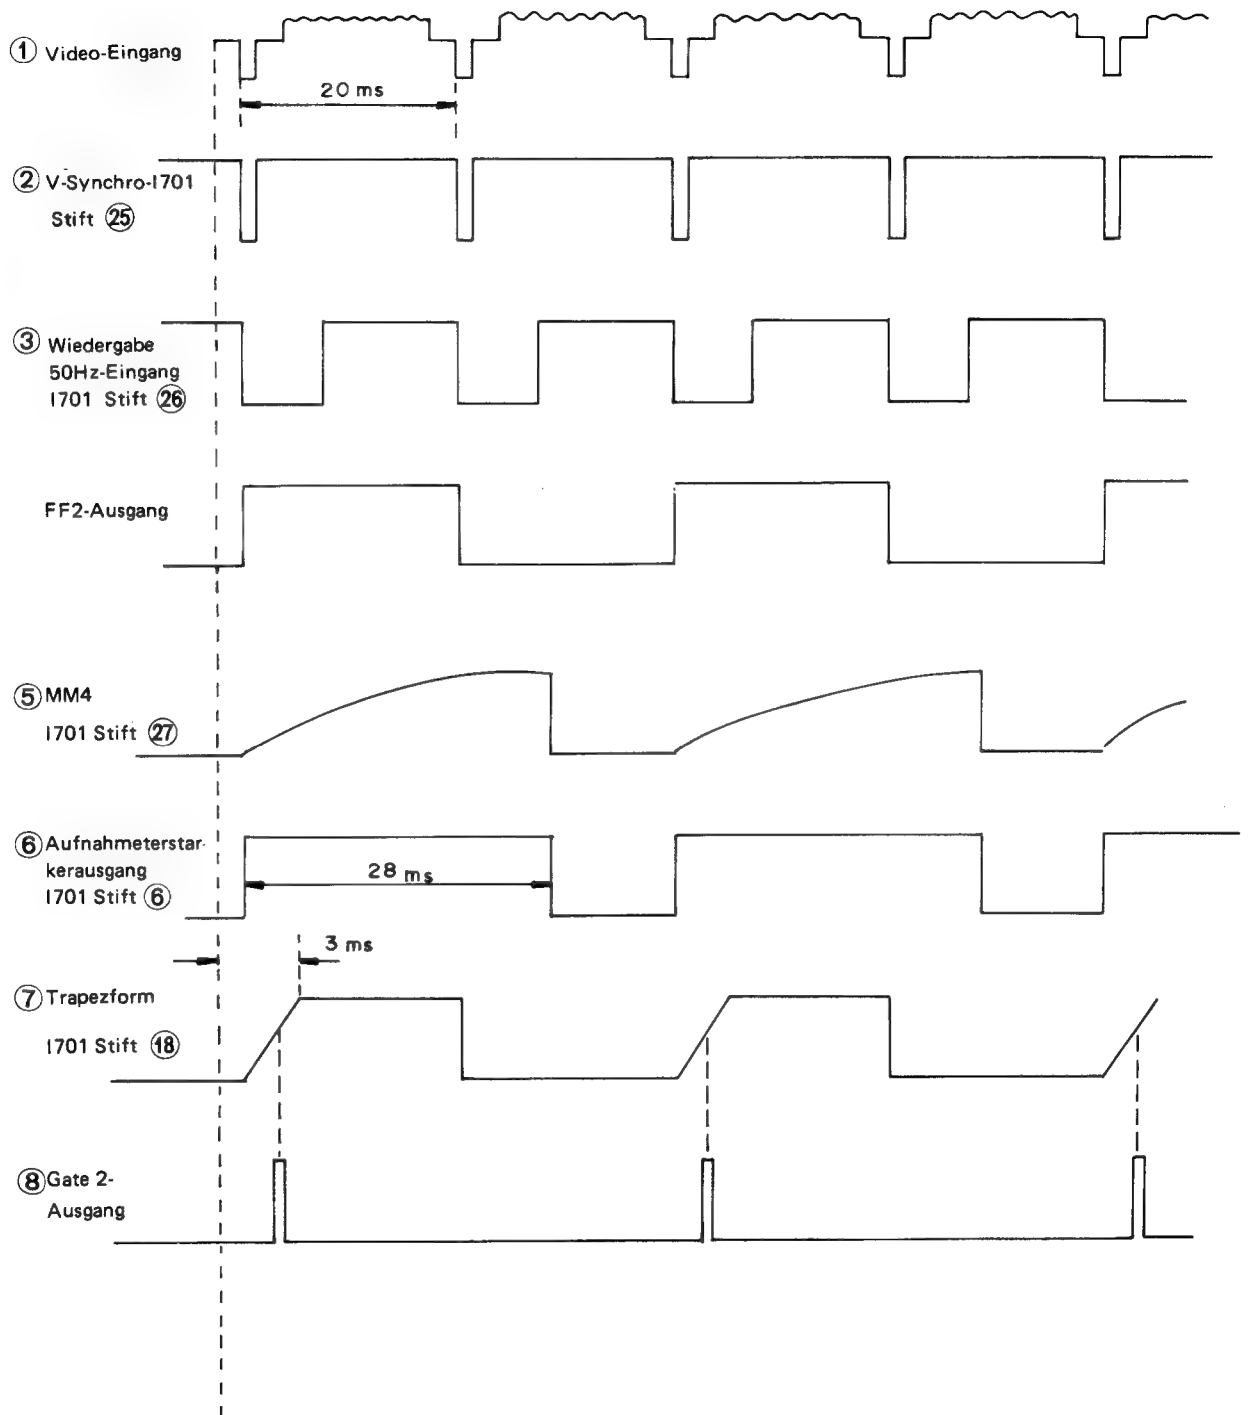 ① Video-Eingang
20 ms
② V-Synchro-I701
Stift ㉕
③ Wiedergabe
50Hz-Eingang
I701 Stift ㉖
FF2-Ausgang
⑤ MM4
I701 Stift ㉗
⑥ Aufnahmeterstar-
kerausgang
I701 Stift ⑥
28 ms
3 ms
⑦ Trapezform
I701 Stift ⑱
⑧ Gate 2-
Ausgang